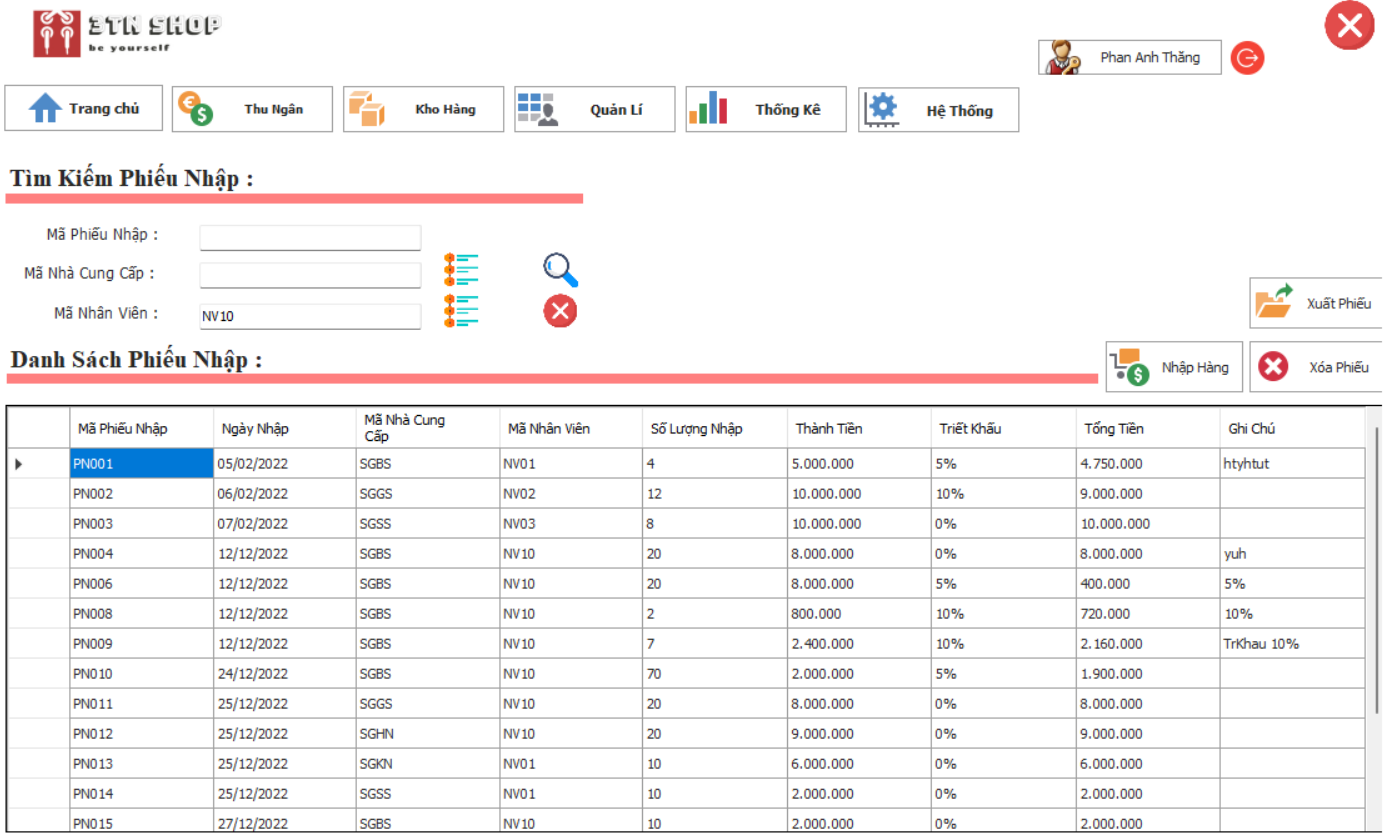 3TN SHOP
be yourself
Phan Anh Thăng
Trang chủ
Thu Ngân
Kho Hàng
Quản Lí
Thống Kê
Hệ Thống
Tìm Kiếm Phiếu Nhập :
Mã Phiếu Nhập :
Mã Nhà Cung Cấp :
Mã Nhân Viên :
NV10
Xuất Phiếu
Danh Sách Phiếu Nhập :
Nhập Hàng
Xóa Phiếu
Mã Phiếu Nhập Ngày Nhập Mã Nhà Cung Cấp Mã Nhân Viên Số Lượng Nhập Thành Tiền Triết Khấu Tổng Tiền Ghi Chú
PN001 05/02/2022 SGBS NV01 4 5.000.000 5% 4.750.000 htyhtut
PN002 06/02/2022 SGGS NV02 12 10.000.000 10% 9.000.000
PN003 07/02/2022 SGSS NV03 8 10.000.000 0% 10.000.000
PN004 12/12/2022 SGBS NV10 20 8.000.000 0% 8.000.000 yuh
PN006 12/12/2022 SGBS NV10 20 8.000.000 5% 400.000 5%
PN008 12/12/2022 SGBS NV10 2 800.000 10% 720.000 10%
PN009 12/12/2022 SGBS NV10 7 2.400.000 10% 2.160.000 TrKhau 10%
PN010 24/12/2022 SGBS NV10 70 2.000.000 5% 1.900.000
PN011 25/12/2022 SGGS NV10 20 8.000.000 0% 8.000.000
PN012 25/12/2022 SGHN NV10 20 9.000.000 0% 9.000.000
PN013 25/12/2022 SGKN NV01 10 6.000.000 0% 6.000.000
PN014 25/12/2022 SGSS NV01 10 2.000.000 0% 2.000.000
PN015 27/12/2022 SGBS NV10 10 2.000.000 0% 2.000.000